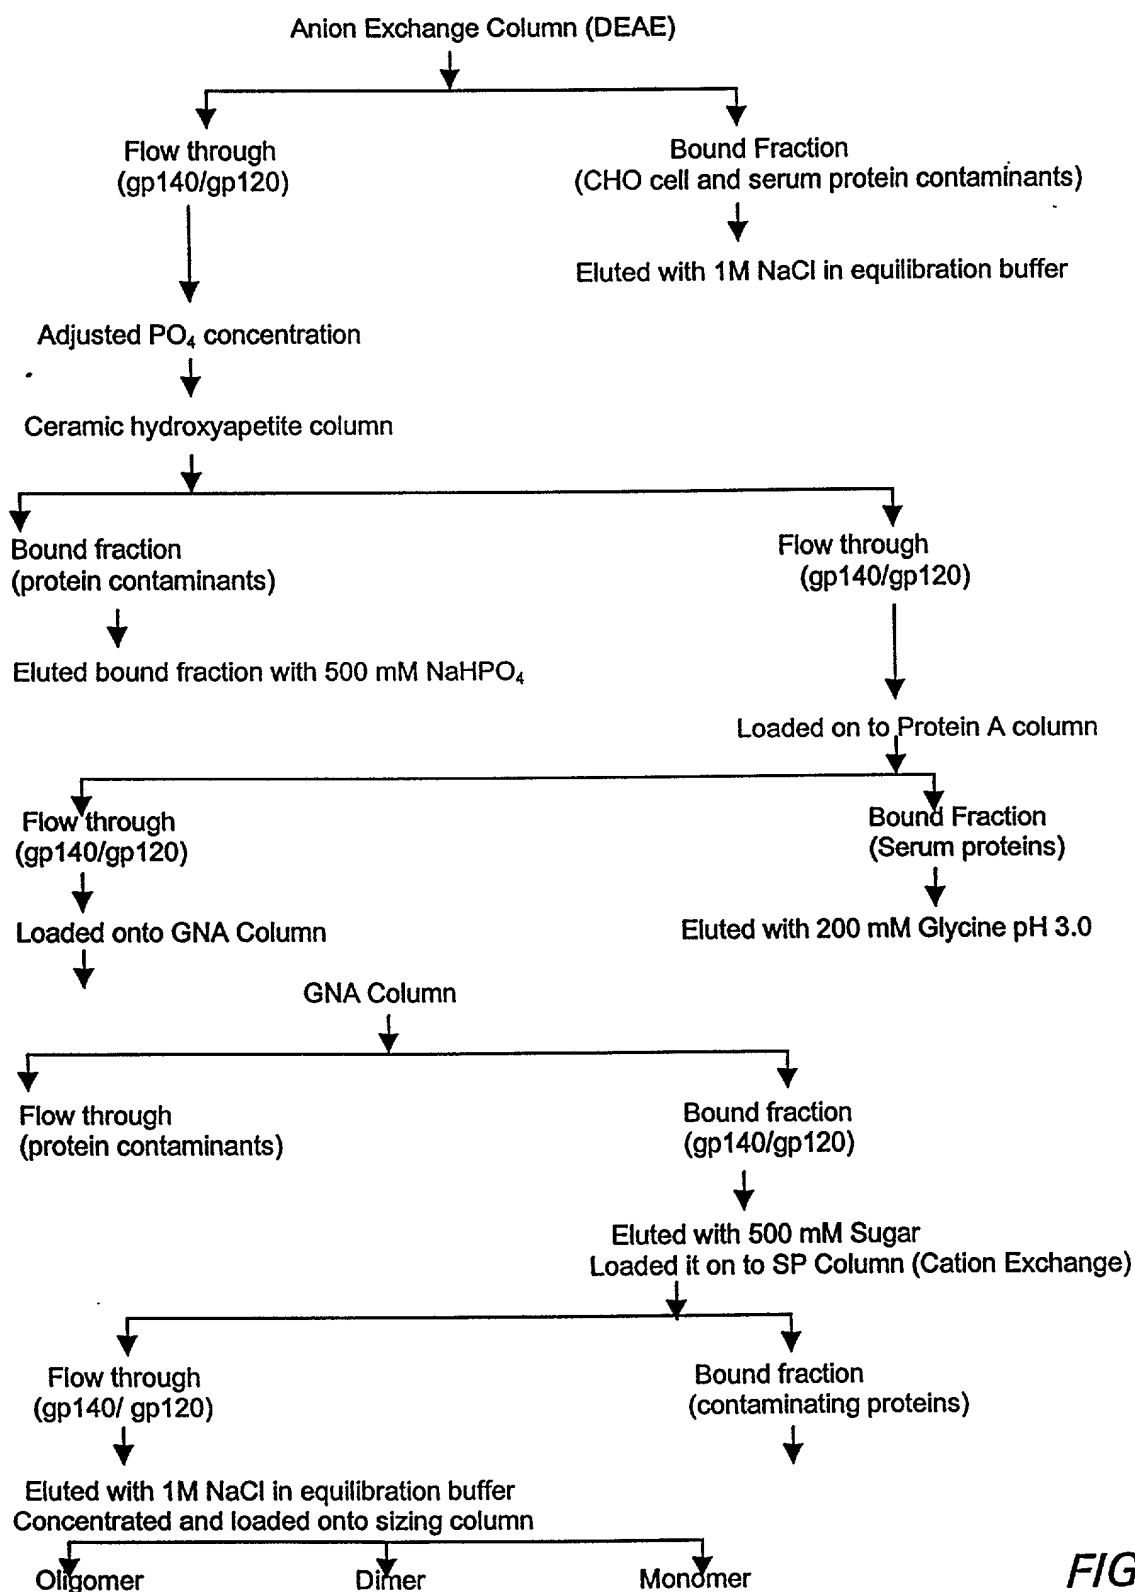 Anion Exchange Column (DEAE)
Flow through
(gp140/gp120)
Bound Fraction
(CHO cell and serum protein contaminants)
Eluted with 1M NaCl in equilibration buffer
Adjusted PO₄ concentration
Ceramic hydroxyapetite column
Bound fraction
(protein contaminants)
Flow through
(gp140/gp120)
Eluted bound fraction with 500 mM NaHPO₄
Loaded on to Protein A column
Flow through
(gp140/gp120)
Bound Fraction
(Serum proteins)
Loaded onto GNA Column
Eluted with 200 mM Glycine pH 3.0
GNA Column
Flow through
(protein contaminants)
Bound fraction
(gp140/gp120)
Eluted with 500 mM Sugar
Loaded it on to SP Column (Cation Exchange)
Flow through
(gp140/ gp120)
Bound fraction
(contaminating proteins)
Eluted with 1M NaCl in equilibration buffer
Concentrated and loaded onto sizing column
Oligomer
Dimer
Monomer
FIG